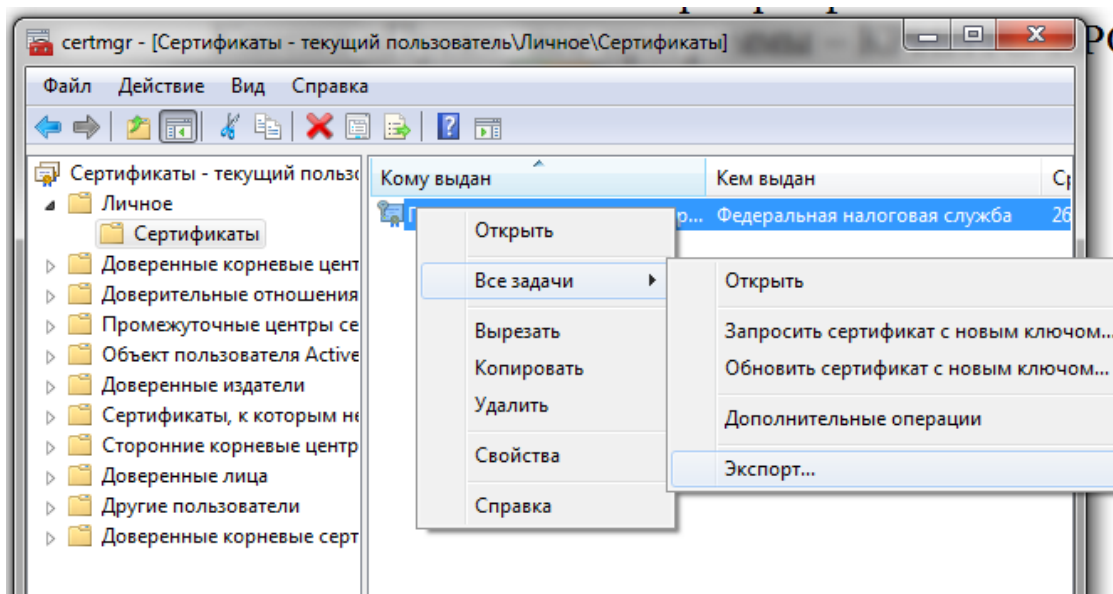 certmgr - [Сертификаты - текущий пользователь\Личное\Сертификаты]
Файл Действие Вид Справка
Сертификаты - текущий польз
Личное
Сертификаты
Доверенные корневые цент
Доверительные отношения
Промежуточные центры се
Объект пользователя Active
Доверенные издатели
Сертификаты, к которым не
Сторонние корневые центр
Доверенные лица
Другие пользователи
Доверенные корневые серт
Кому выдан Кем выдан
р... Федеральная налоговая служба 26
Открыть
Все задачи
Вырезать
Копировать
Удалить
Свойства
Справка
Открыть
Запросить сертификат с новым ключом...
Обновить сертификат с новым ключом...
Дополнительные операции
Экспорт...